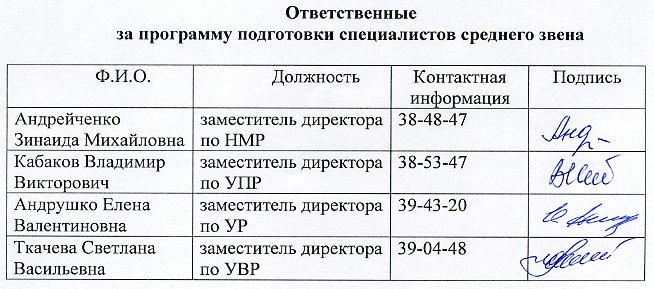 Ответственные
за программу подготовки специалистов среднего звена
Ф.И.О. Должность Контактная информация Подпись
Андрейченко заместитель директора 38-48-47
Зинаида Михайловна по НМР
Кабаков Владимир заместитель директора 38-53-47
Викторович по УПР
Андрушко Елена заместитель директора 39-43-20
Валентиновна по УР
Ткачева Светлана заместитель директора 39-04-48
Васильевна по УВР